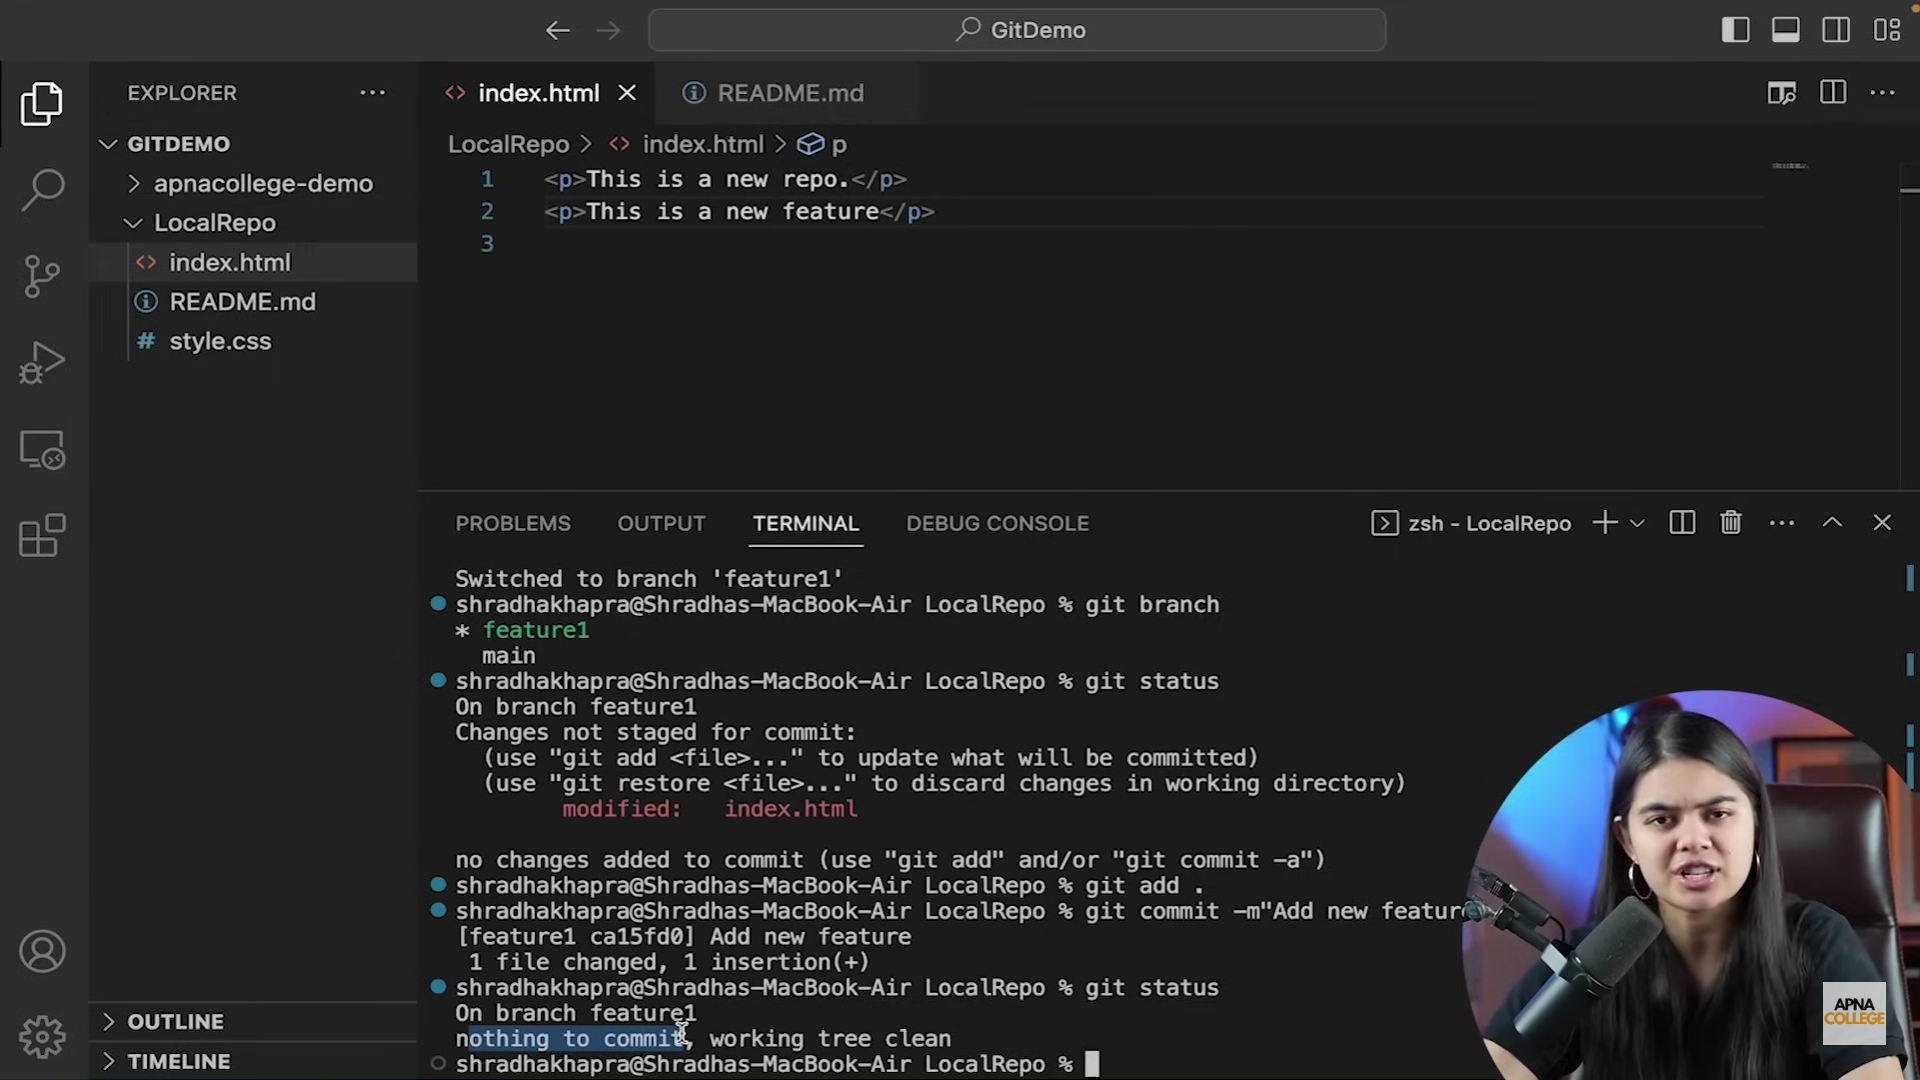 GitDemo
EXPLORER
index.html
README.md
GITDEMO
apnacollege-demo
LocalRepo
index.html
README.md
style.css
LocalRepo > index.html > p
1 <p>This is a new repo.</p>
2 <p>This is a new feature</p>
3
PROBLEMS OUTPUT TERMINAL DEBUG CONSOLE
zsh - LocalRepo
Switched to branch 'feature1'
shradhakhapra@Shradhas-MacBook-Air LocalRepo % git branch
* feature1
main
shradhakhapra@Shradhas-MacBook-Air LocalRepo % git status
On branch feature1
Changes not staged for commit:
(use "git add <file>..." to update what will be committed)
(use "git restore <file>..." to discard changes in working directory)
modified: index.html
no changes added to commit (use "git add" and/or "git commit -a")
shradhakhapra@Shradhas-MacBook-Air LocalRepo % git add .
shradhakhapra@Shradhas-MacBook-Air LocalRepo % git commit -m"Add new featur
[feature1 ca15fd0] Add new feature
1 file changed, 1 insertion(+)
shradhakhapra@Shradhas-MacBook-Air LocalRepo % git status
On branch feature1
nothing to commit, working tree clean
shradhakhapra@Shradhas-MacBook-Air LocalRepo %
OUTLINE
TIMELINE
APNA
COLLEGE